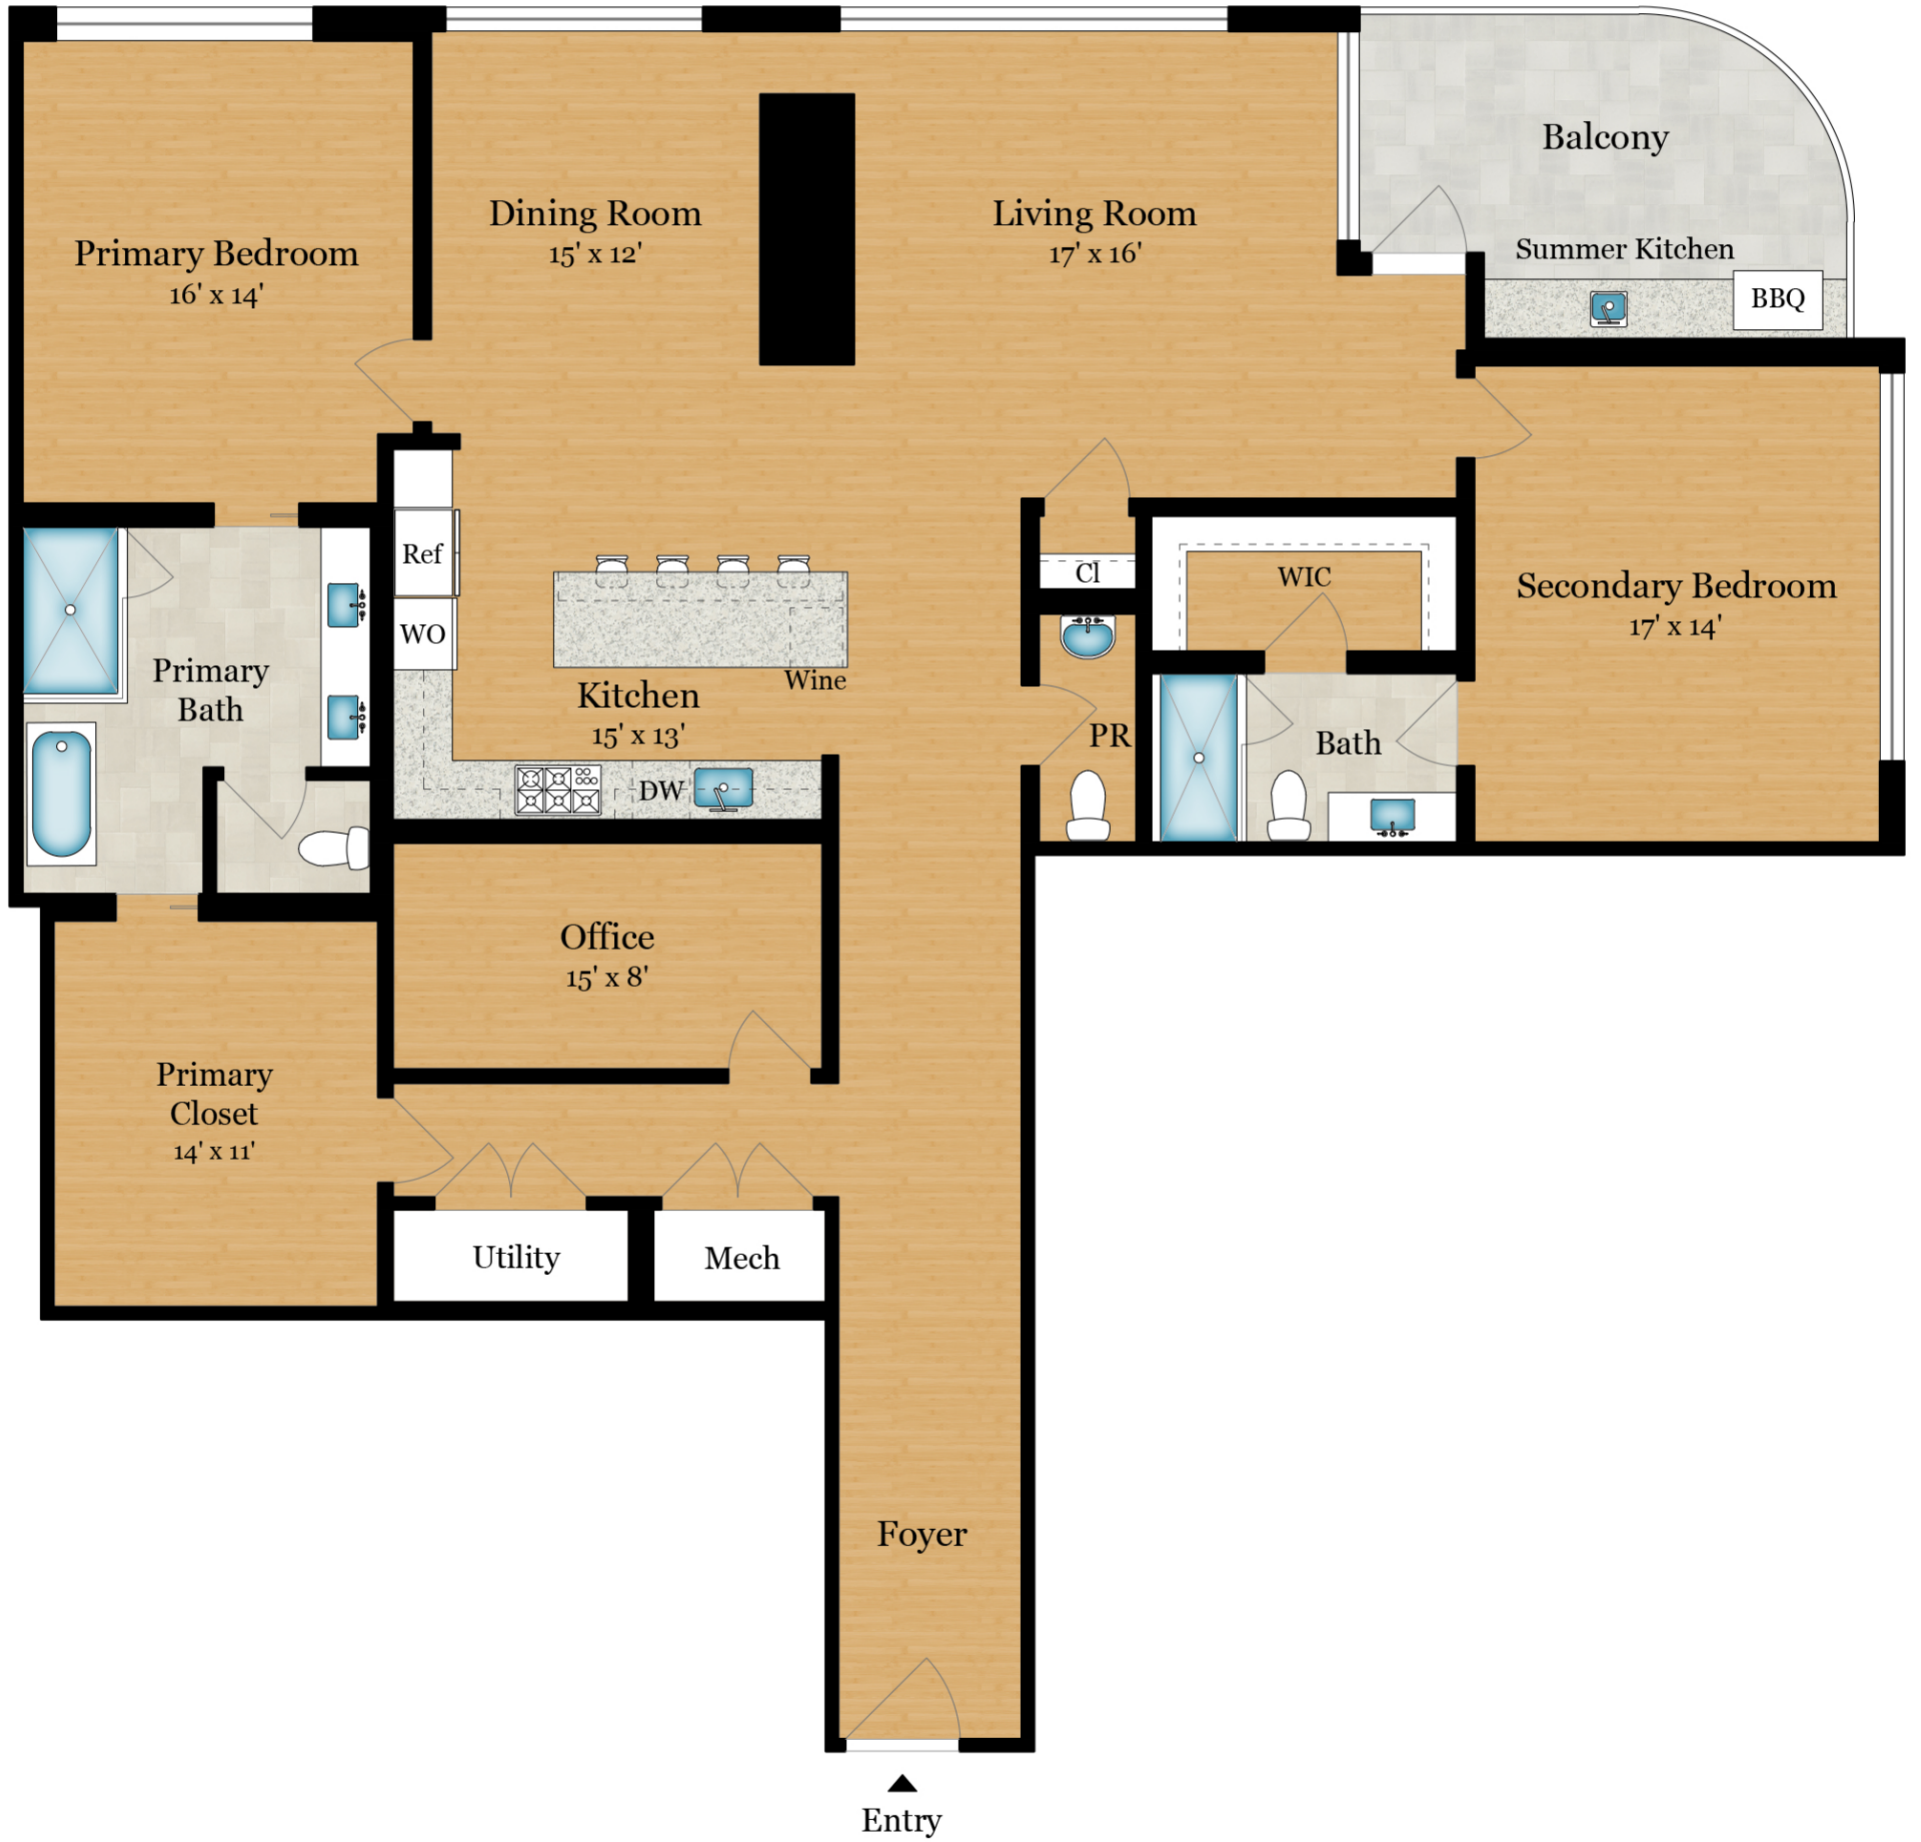 Balcony
Dining Room
15' x 12'
Living Room
17' x 16'
Primary Bedroom
16' x 14'
Summer Kitchen
BBQ
Ref
WO
Cl
WIC
Secondary Bedroom
17' x 14'
Primary
Bath
Wine
Kitchen
15' x 13'
DW
PR
Bath
Office
15' x 8'
Primary
Closet
14' x 11'
Utility
Mech
Foyer
Entry